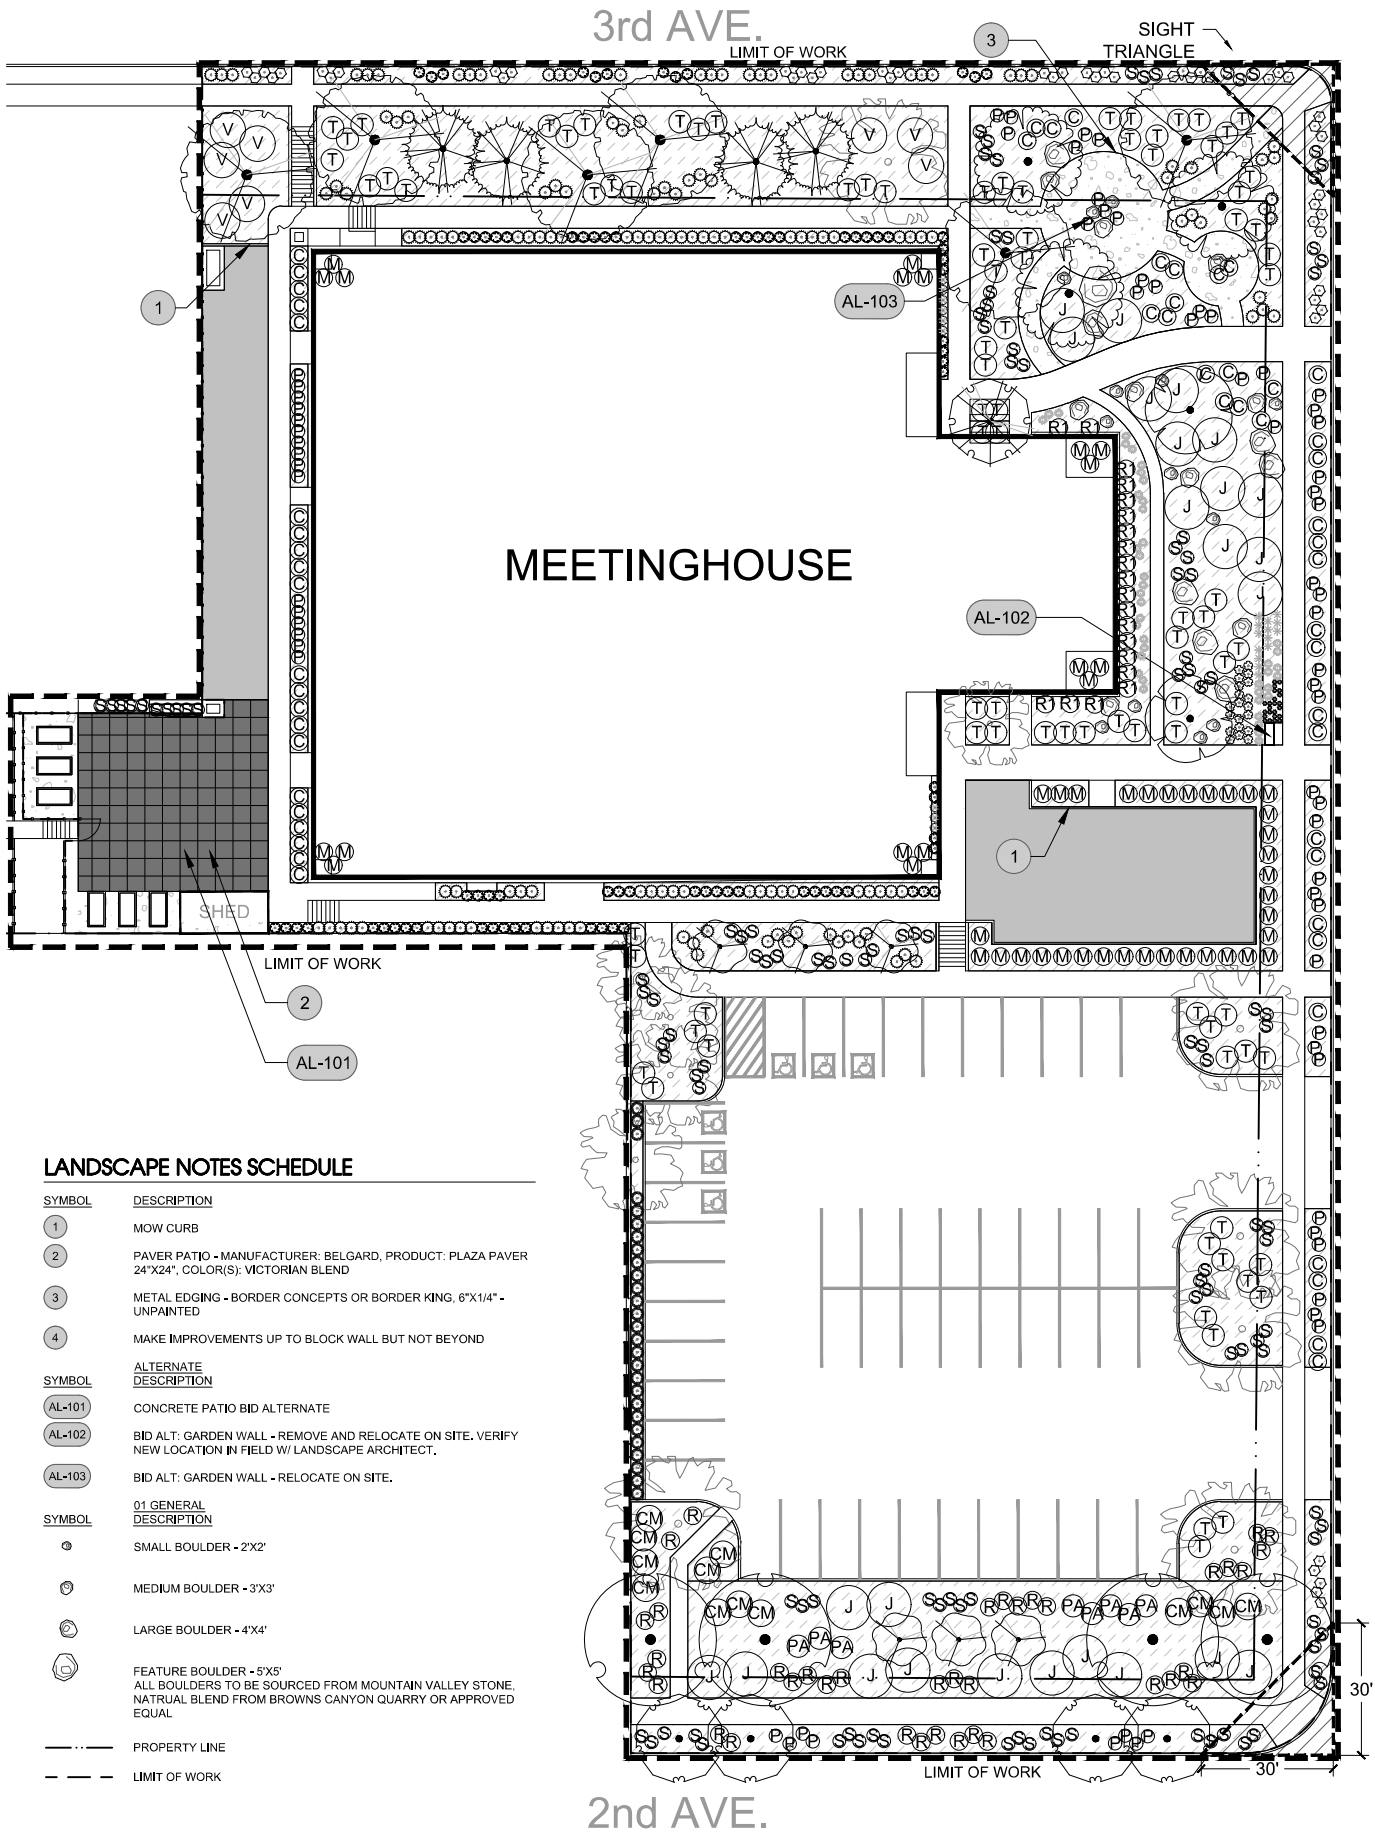 3rd AVE.
LIMIT OF WORK
3
SIGHT
TRIANGLE
1
AL-103
MEETINGHOUSE
AL-102
1
SHED
LIMIT OF WORK
2
AL-101
LANDSCAPE NOTES SCHEDULE
SYMBOL DESCRIPTION
1 MOW CURB
2 PAVER PATIO - MANUFACTURER: BELGARD, PRODUCT: PLAZA PAVER
24"X24", COLOR(S): VICTORIAN BLEND
3 METAL EDGING - BORDER CONCEPTS OR BORDER KING, 6"X1/4" -
UNPAINTED
4 MAKE IMPROVEMENTS UP TO BLOCK WALL BUT NOT BEYOND
ALTERNATE
SYMBOL DESCRIPTION
AL-101 CONCRETE PATIO BID ALTERNATE
AL-102 BID ALT: GARDEN WALL - REMOVE AND RELOCATE ON SITE. VERIFY
NEW LOCATION IN FIELD W/ LANDSCAPE ARCHITECT.
AL-103 BID ALT: GARDEN WALL - RELOCATE ON SITE.
01 GENERAL
SYMBOL DESCRIPTION
SMALL BOULDER - 2'X2'
MEDIUM BOULDER - 3'X3'
LARGE BOULDER - 4'X4'
FEATURE BOULDER - 5'X5'
ALL BOULDERS TO BE SOURCED FROM MOUNTAIN VALLEY STONE,
NATRUAL BLEND FROM BROWNS CANYON QUARRY OR APPROVED
EQUAL
PROPERTY LINE
LIMIT OF WORK
30'
30'
LIMIT OF WORK
2nd AVE.